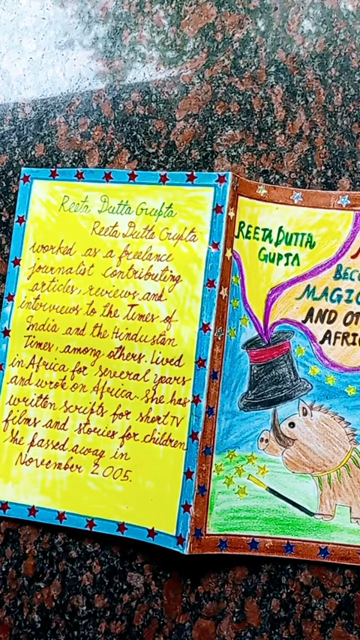 Reeta Dutta Gupta
Reeta Dutta Gupta
worked as a freelance
journalist contributing
articles, reviews and
interviews to the Times of
India and the Hindustan
Times, among others. lived
in Africa for several years
and wrote on Africa. She has
written scripts for short TV
films and stories for children
She passed away in
November 2005.
REETA DUTTA
GUPTA
BECO
MAGIC
AND OT
AFRIC